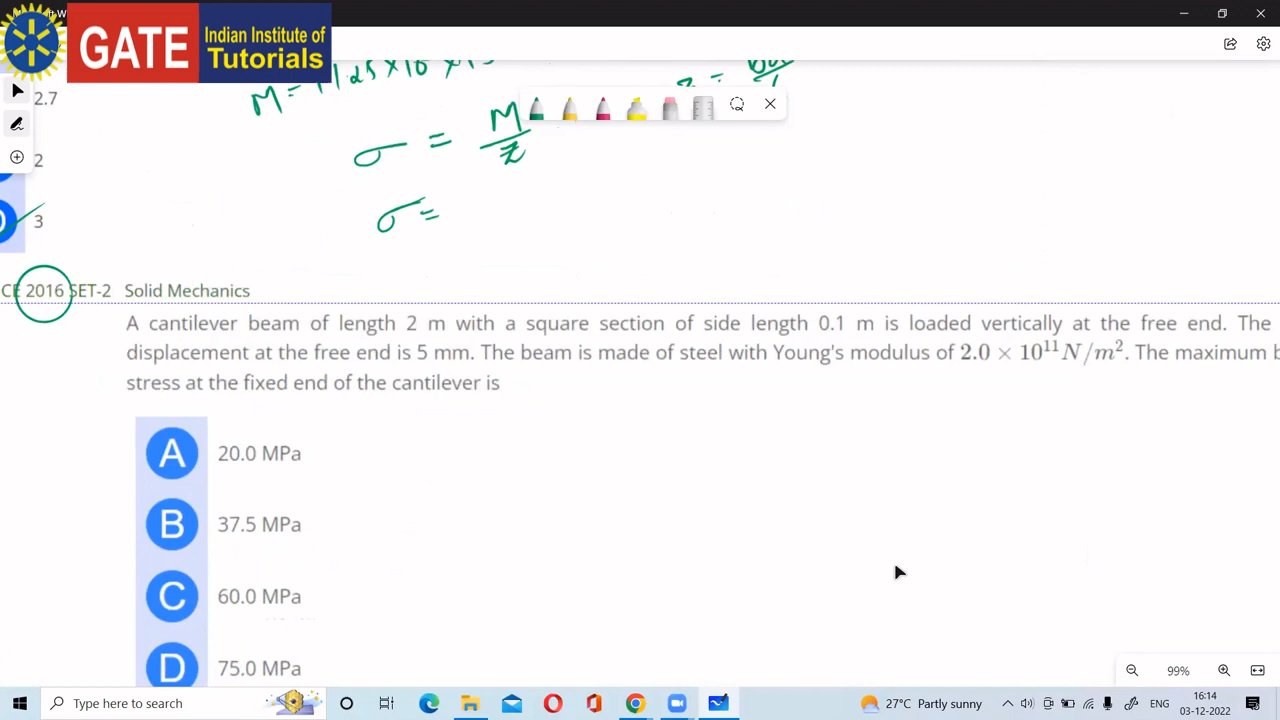 GATE
Indian Institute of
Tutorials
2.7
2
σ = M/z
σ =
3
CE 2016 SET-2 Solid Mechanics
A cantilever beam of length 2 m with a square section of side length 0.1 m is loaded vertically at the free end. The
displacement at the free end is 5 mm. The beam is made of steel with Young's modulus of 2.0 × 10¹¹N/m². The maximum b
stress at the fixed end of the cantilever is
A 20.0 MPa
B 37.5 MPa
C 60.0 MPa
D 75.0 MPa
99%
Type here to search
27°C Partly sunny
ENG
16:14
03-12-2022